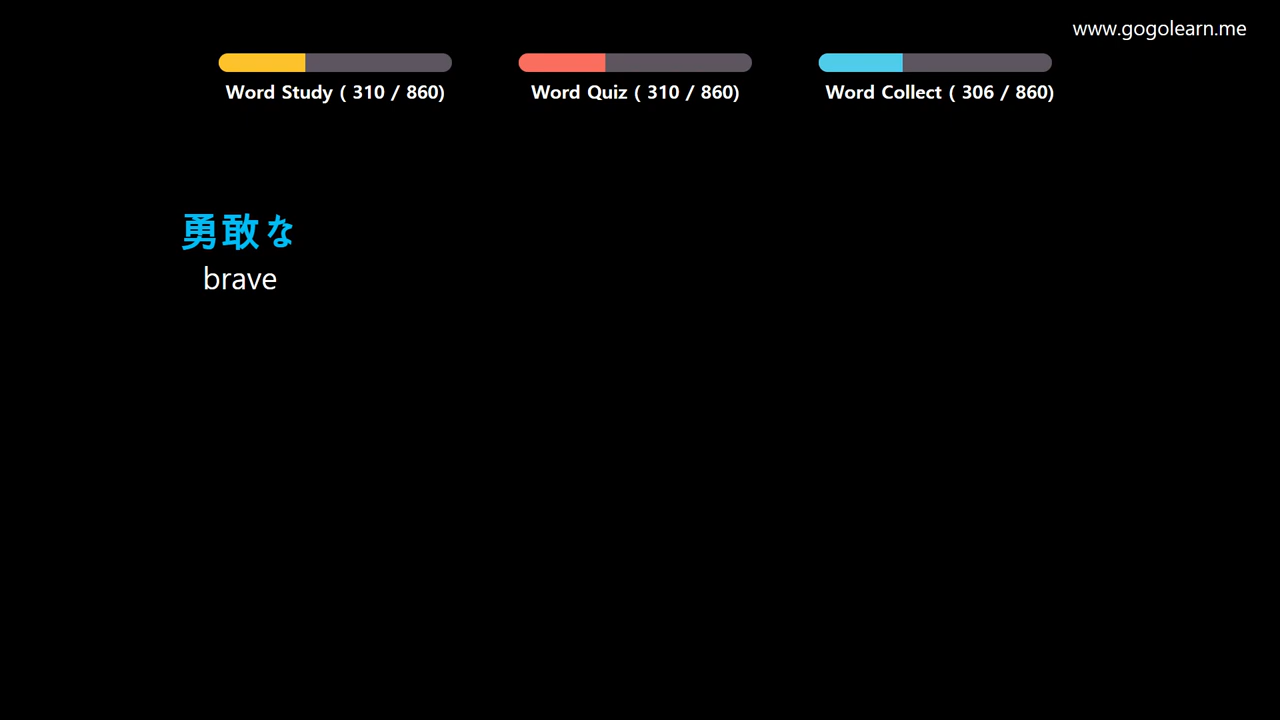 www.gogolearn.me
Word Study ( 310 / 860)
Word Quiz ( 310 / 860)
Word Collect ( 306 / 860)
勇敢な
brave